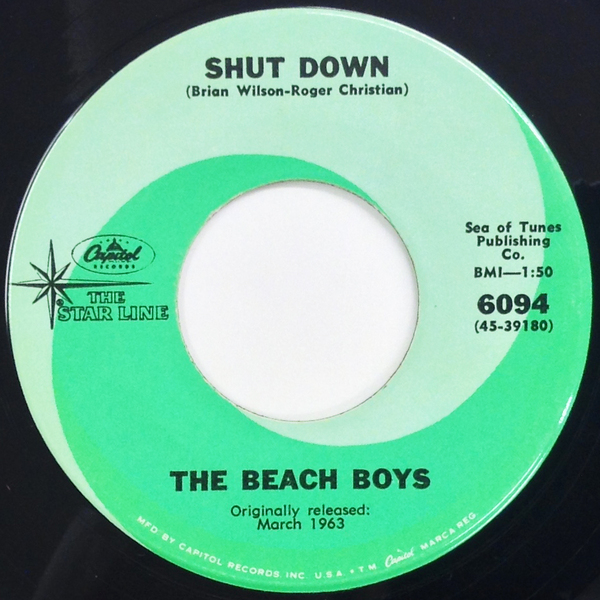 SHUT DOWN
(Brian Wilson-Roger Christian)
Capitol
RECORDS
THE
STAR LINE
Sea of Tunes
Publishing
Co.
BMI—1:50
6094
(45-39180)
THE BEACH BOYS
Originally released:
March 1963
MFD. BY CAPITOL RECORDS, INC. U.S.A. • T.M. Capitol MARCA REG.